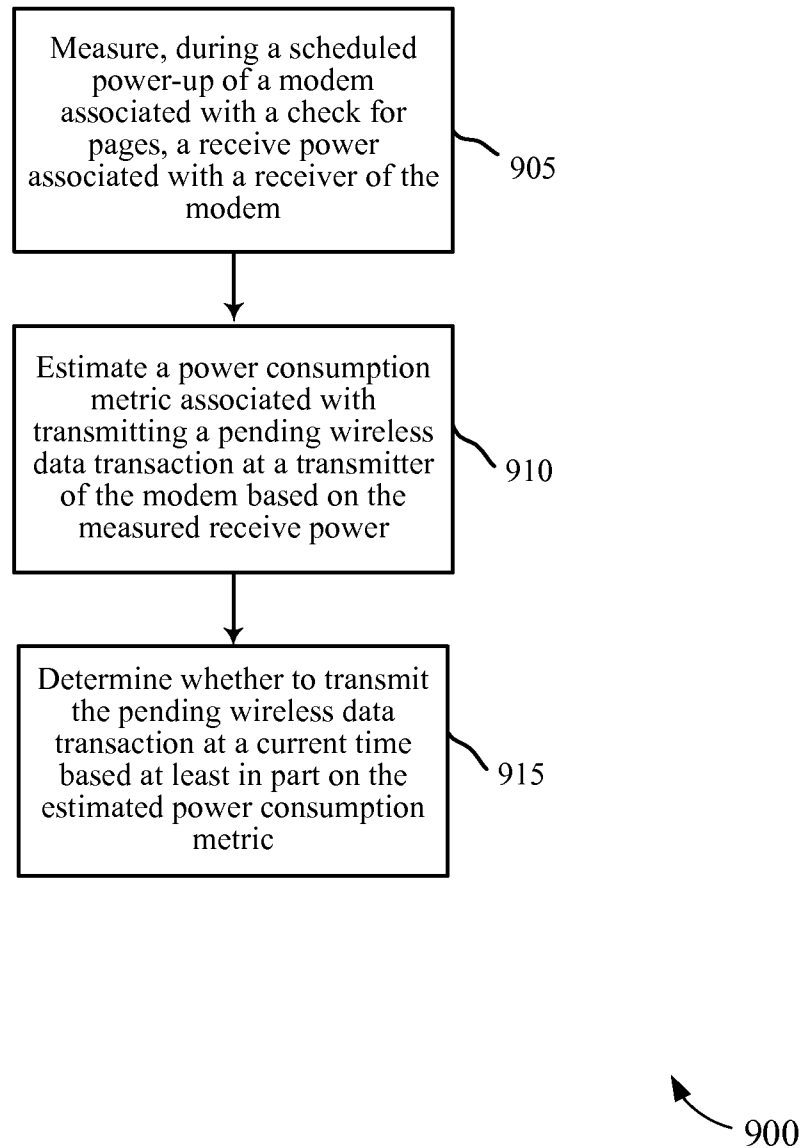 Measure, during a scheduled
power-up of a modem
associated with a check for
pages, a receive power
associated with a receiver of the
modem
905
Estimate a power consumption
metric associated with
transmitting a pending wireless
data transaction at a transmitter
of the modem based on the
measured receive power
910
Determine whether to transmit
the pending wireless data
transaction at a current time
based at least in part on the
estimated power consumption
metric
915
900